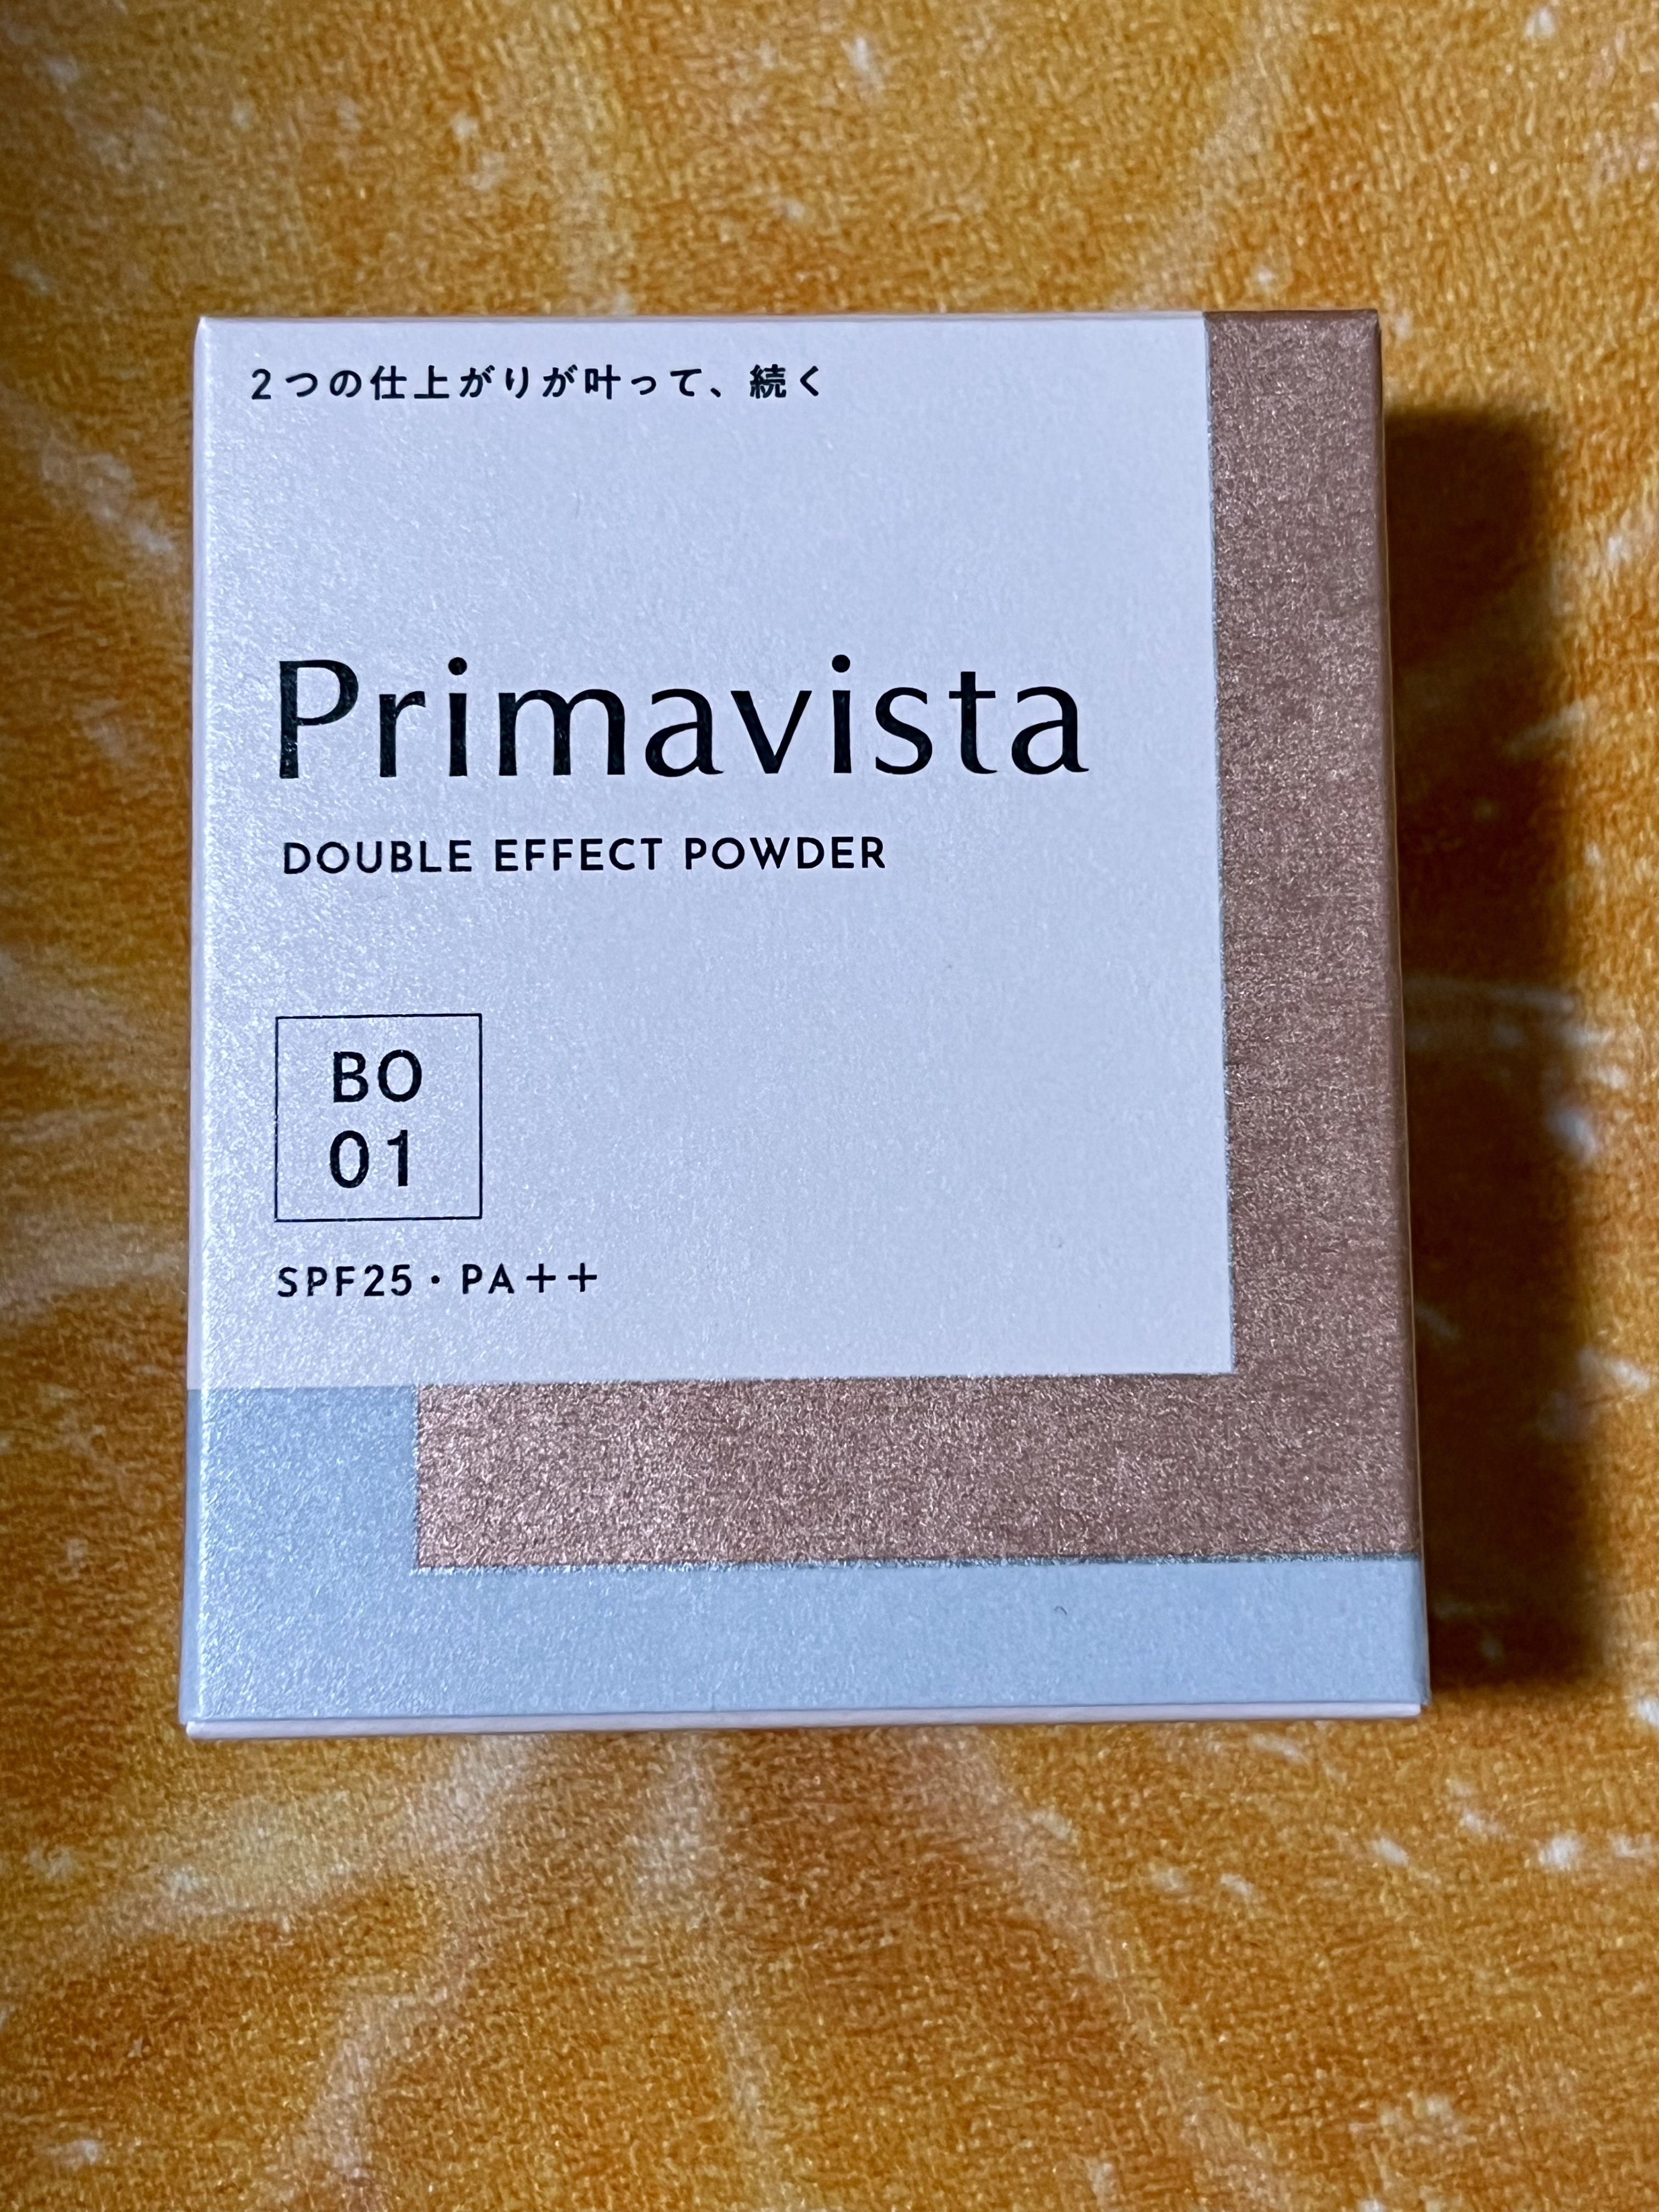 2つの仕上がりが叶って、続く
Primavista
DOUBLE EFFECT POWDER
BO
01
SPF25・PA++